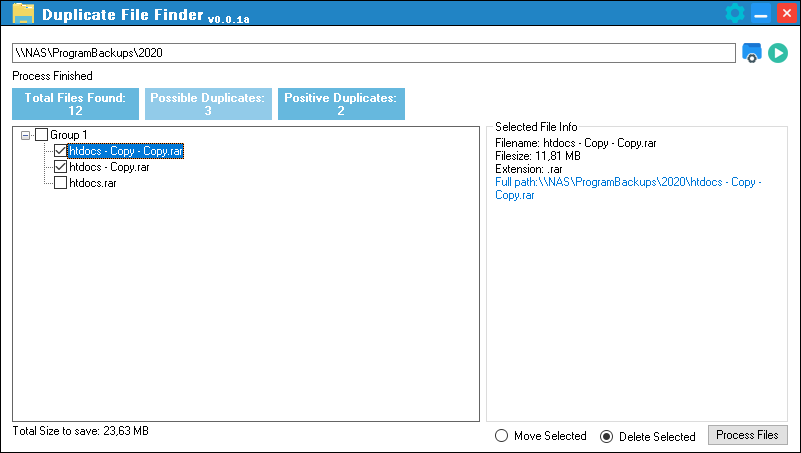 Duplicate File Finder v0.0.1a
\\NAS\ProgramBackups\2020
Process Finished
Total Files Found:
12
Possible Duplicates:
3
Positive Duplicates:
2
Group 1
htdocs - Copy - Copy.rar
htdocs - Copy.rar
htdocs.rar
Selected File Info
Filename: htdocs - Copy - Copy.rar
Filesize: 11,81 MB
Extension: .rar
Full path:\\NAS\ProgramBackups\2020\htdocs - Copy -
Copy.rar
Total Size to save: 23,63 MB
Move Selected
Delete Selected
Process Files